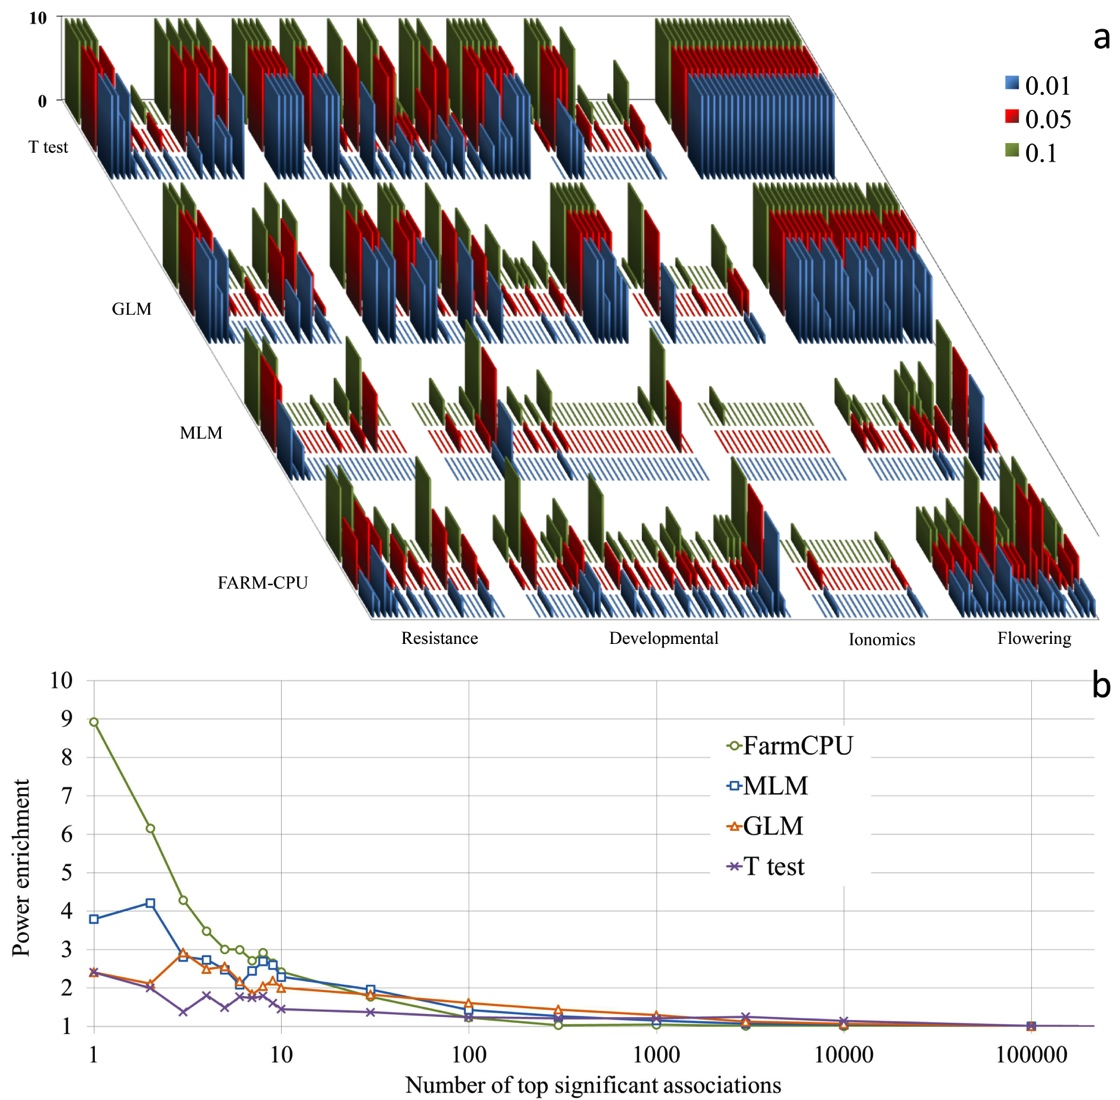 10
a
0.01
0
0.05
T test
0.1
GLM
MLM
FARM-CPU
Resistance
Developmental
Ionomics
Flowering
b
10
9
FarmCPU
8
MLM
7
GLM
6
T test
5
4
3
2
1
Power enrichment
1
10
100
1000
10000
100000
Number of top significant associations